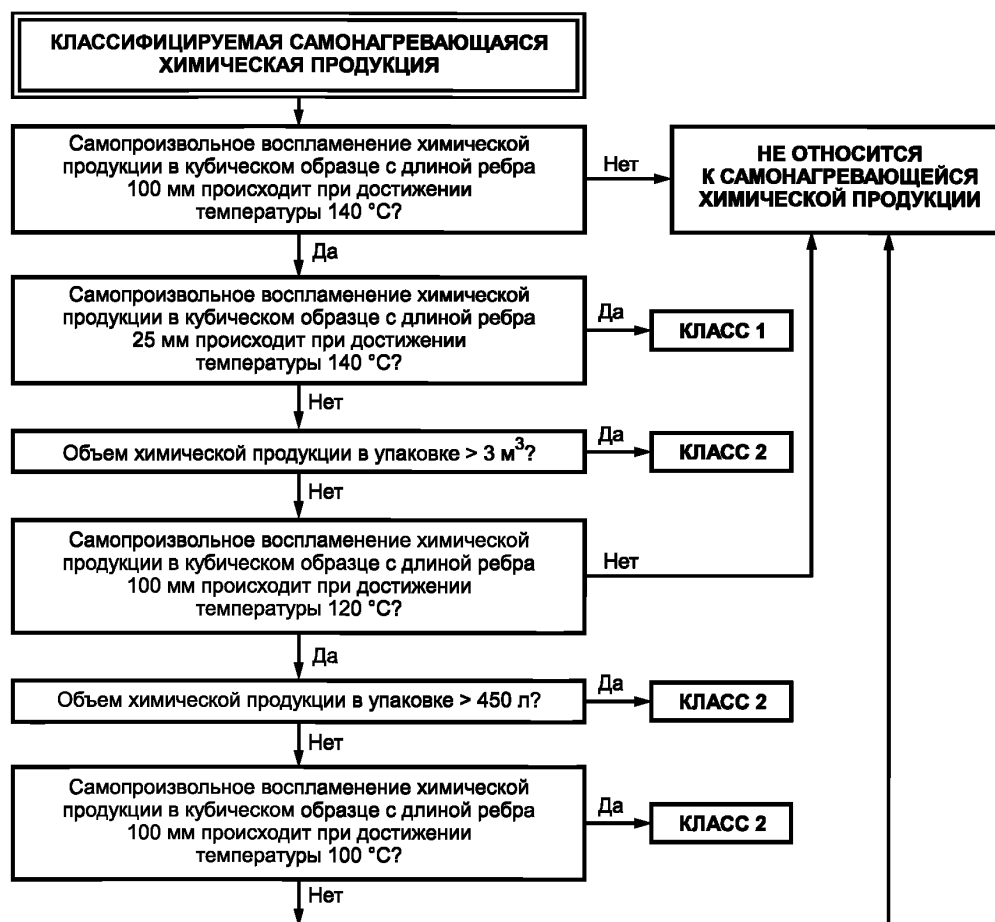 КЛАССИФИЦИРУЕМАЯ САМОНАГРЕВАЮЩАЯСЯ
ХИМИЧЕСКАЯ ПРОДУКЦИЯ
Самопроизвольное воспламенение химической
продукции в кубическом образце с длиной ребра
100 мм происходит при достижении
температуры 140 °С?
Нет
НЕ ОТНОСИТСЯ
К САМОНАГРЕВАЮЩЕЙСЯ
ХИМИЧЕСКОЙ ПРОДУКЦИИ
Да
Самопроизвольное воспламенение химической
продукции в кубическом образце с длиной ребра
25 мм происходит при достижении
температуры 140 °С?
Да
КЛАСС 1
Нет
Объем химической продукции в упаковке > 3 м³?
Да
КЛАСС 2
Нет
Самопроизвольное воспламенение химической
продукции в кубическом образце с длиной ребра
100 мм происходит при достижении
температуры 120 °С?
Нет
Да
Объем химической продукции в упаковке > 450 л?
Да
КЛАСС 2
Нет
Самопроизвольное воспламенение химической
продукции в кубическом образце с длиной ребра
100 мм происходит при достижении
температуры 100 °С?
Да
КЛАСС 2
Нет